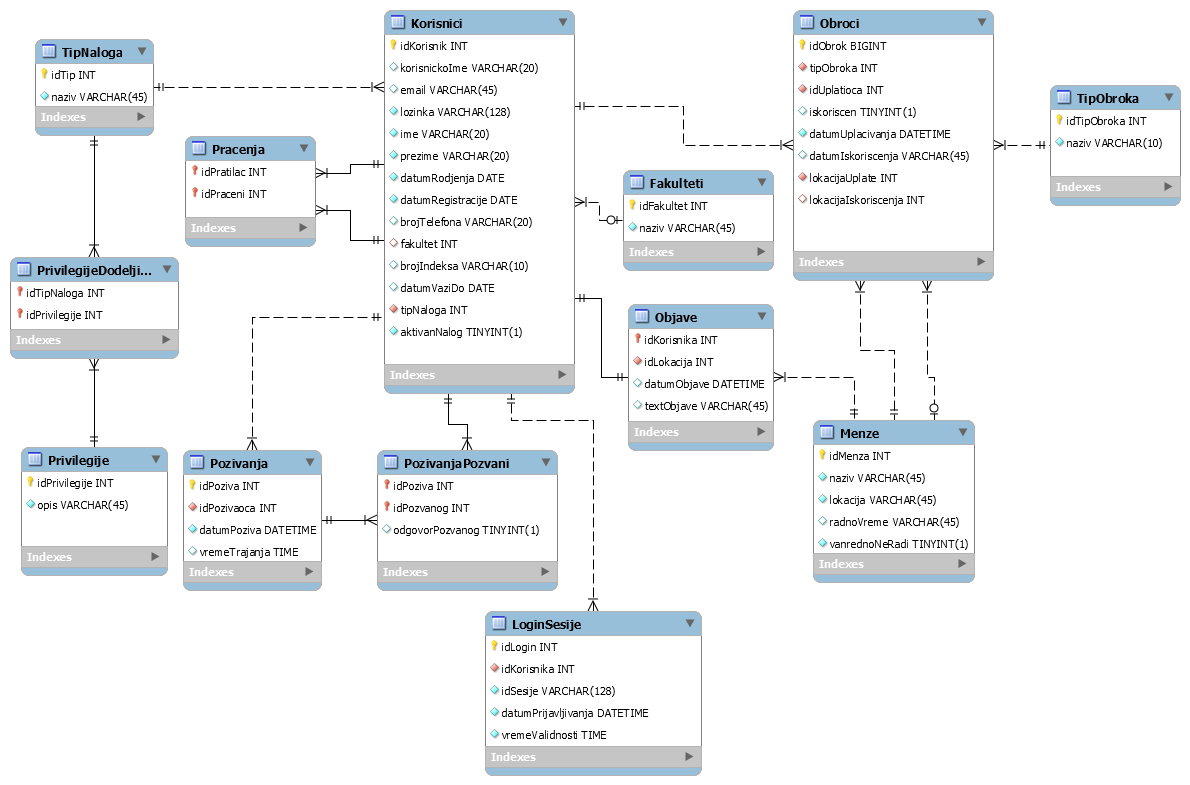 TipNaloga
idTip INT
naziv VARCHAR(45)
Indexes
Pracenja
idPratilac INT
idPraceni INT
Indexes
PrivilegijeDodelji...
idTipNaloga INT
idPrivilegije INT
Indexes
Privilegije
idPrivilegije INT
opis VARCHAR(45)
Indexes
Korisnici
idKorisnik INT
korisnickoIme VARCHAR(20)
email VARCHAR(45)
lozinka VARCHAR(128)
ime VARCHAR(20)
prezime VARCHAR(20)
datumRodjenja DATE
datumRegistracije DATE
brojTelefona VARCHAR(20)
fakultet INT
brojIndeksa VARCHAR(10)
datumVaziDo DATE
tipNaloga INT
aktivanNalog TINYINT(1)
Indexes
Pozivanja
idPoziva INT
idPozivaoca INT
datumPoziva DATETIME
vremeTrajanja TIME
Indexes
PozivanjaPozvani
idPoziva INT
idPozvanog INT
odgovorPozvanog TINYINT(1)
Indexes
LoginSesije
idLogin INT
idKorisnika INT
idSesije VARCHAR(128)
datumPrijavljivanja DATETIME
vremeValidnosti TIME
Indexes
Fakulteti
idFakultet INT
naziv VARCHAR(45)
Indexes
Objave
idKorisnika INT
idLokacija INT
datumObjave DATETIME
textObjave VARCHAR(45)
Indexes
Obroci
idObrok BIGINT
tipObroka INT
idUplatioca INT
iskoriscen TINYINT(1)
datumUplacivanja DATETIME
datumIskoriscenja VARCHAR(45)
lokacijaUplate INT
lokacijaIskoriscenja INT
Indexes
TipObroka
idTipObroka INT
naziv VARCHAR(10)
Indexes
Menze
idMenza INT
naziv VARCHAR(45)
lokacija VARCHAR(45)
radnoVreme VARCHAR(45)
vanrednoNeRadi TINYINT(1)
Indexes